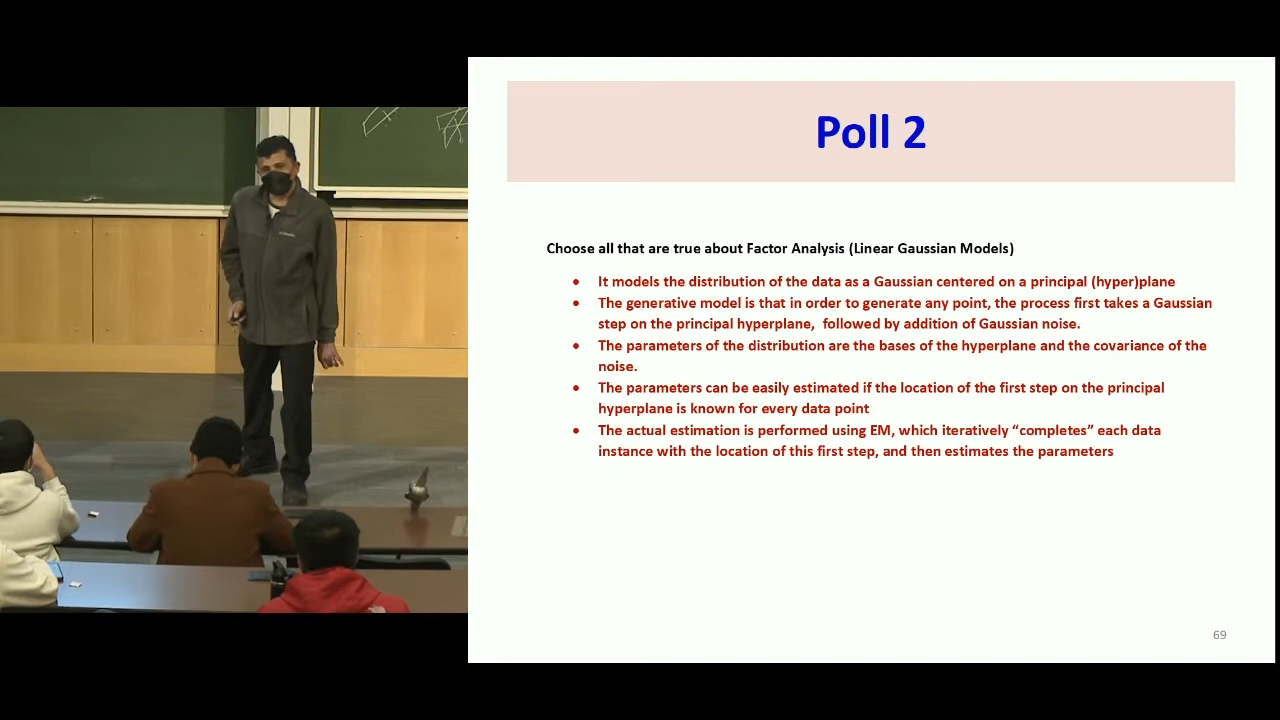 Poll 2
Choose all that are true about Factor Analysis (Linear Gaussian Models)
• It models the distribution of the data as a Gaussian centered on a principal (hyper)plane
• The generative model is that in order to generate any point, the process first takes a Gaussian
step on the principal hyperplane, followed by addition of Gaussian noise.
• The parameters of the distribution are the bases of the hyperplane and the covariance of the
noise.
• The parameters can be easily estimated if the location of the first step on the principal
hyperplane is known for every data point
• The actual estimation is performed using EM, which iteratively “completes” each data
instance with the location of this first step, and then estimates the parameters
69